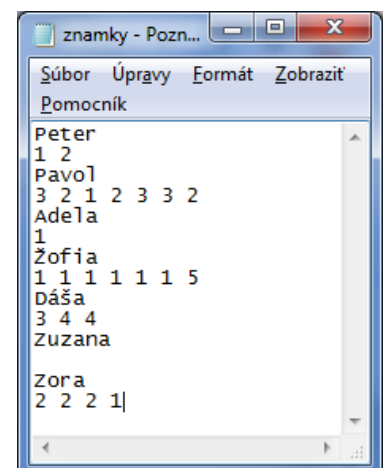 znamky - Pozn...
Súbor Úpravy Formát Zobraziť
Pomocník
Peter
1 2
Pavol
3 2 1 2 3 3 2
Adela
1
Žofia
1 1 1 1 1 1 5
Dáša
3 4 4
Zuzana

Zora
2 2 2 1